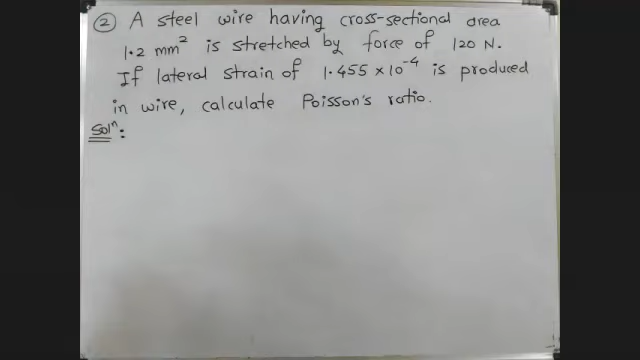 ② A steel wire having cross-sectional area
1.2 mm² is stretched by force of 120 N.
If lateral strain of 1.455 × 10⁻⁴ is produced
in wire, calculate Poisson's ratio.
Solⁿ: